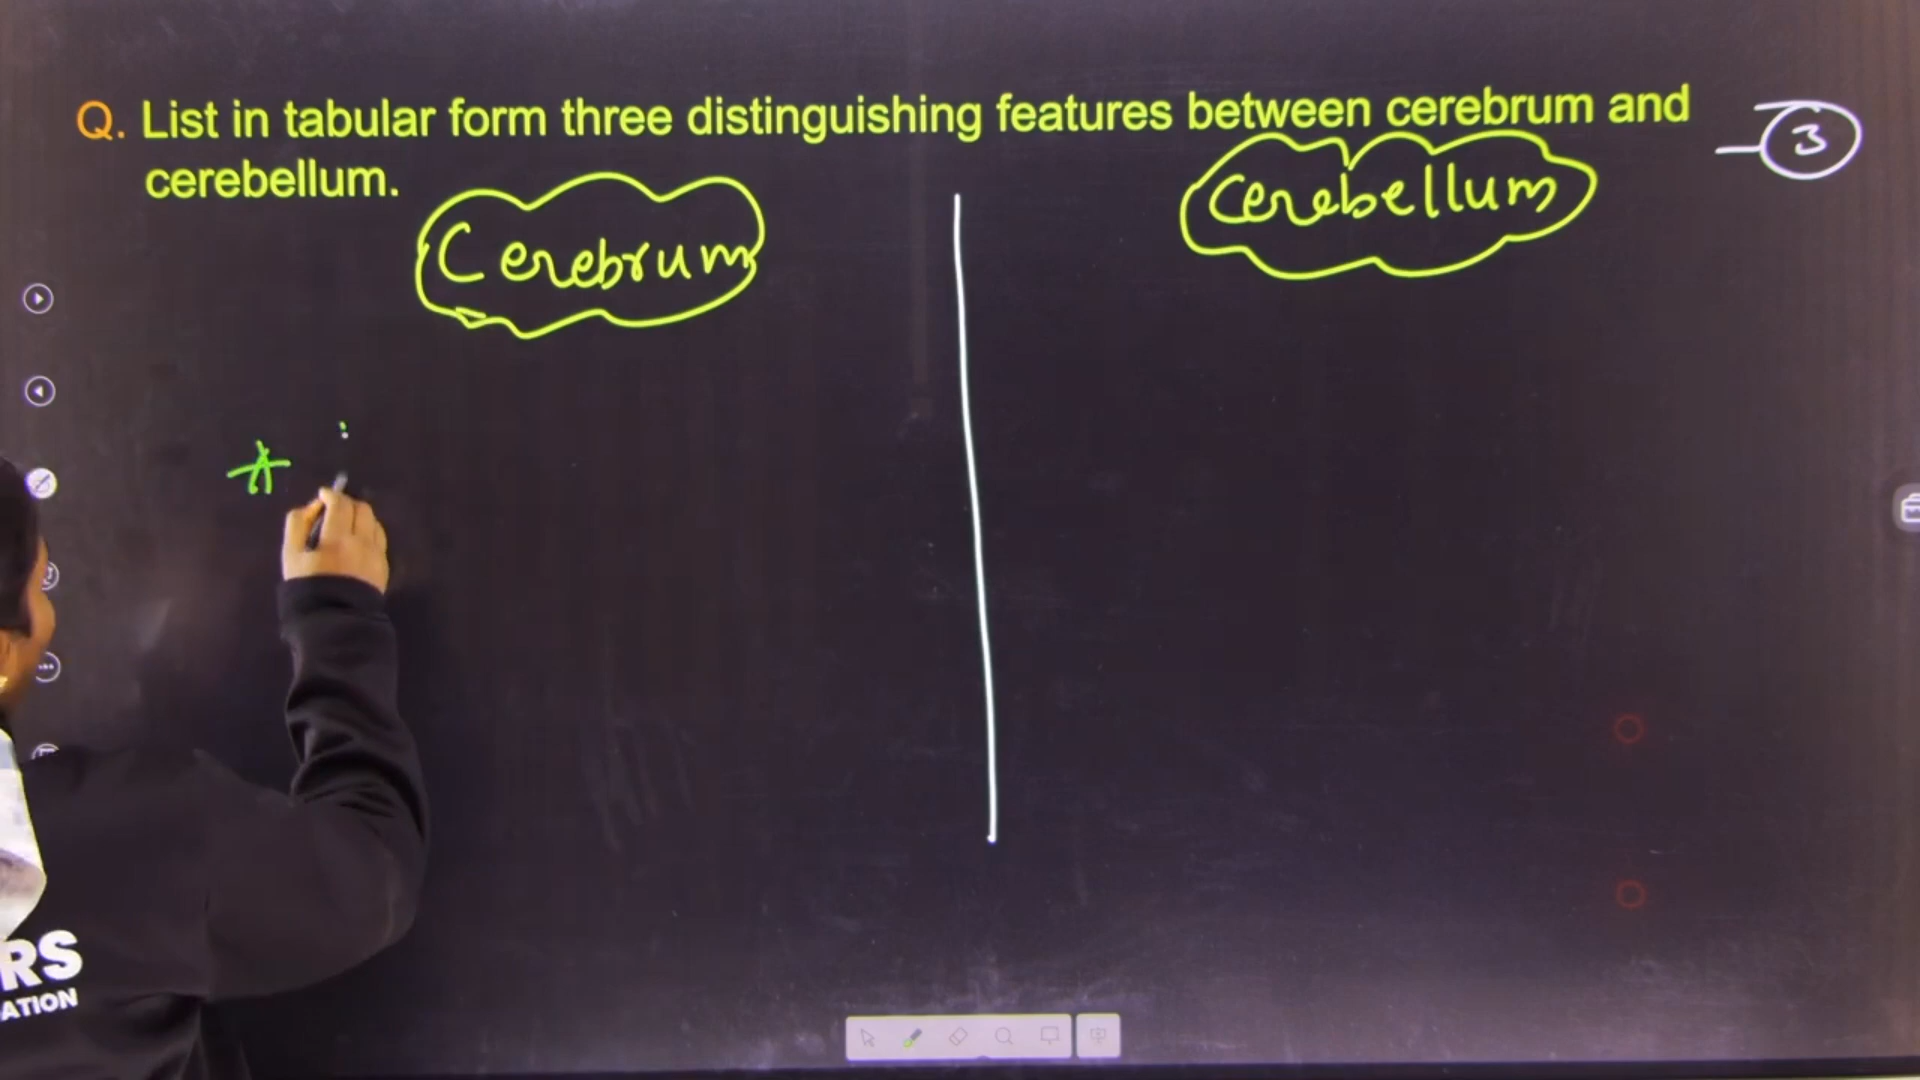 Q. List in tabular form three distinguishing features between cerebrum and
cerebellum.
3
Cerebrum
Cerebellum
RS
ATION